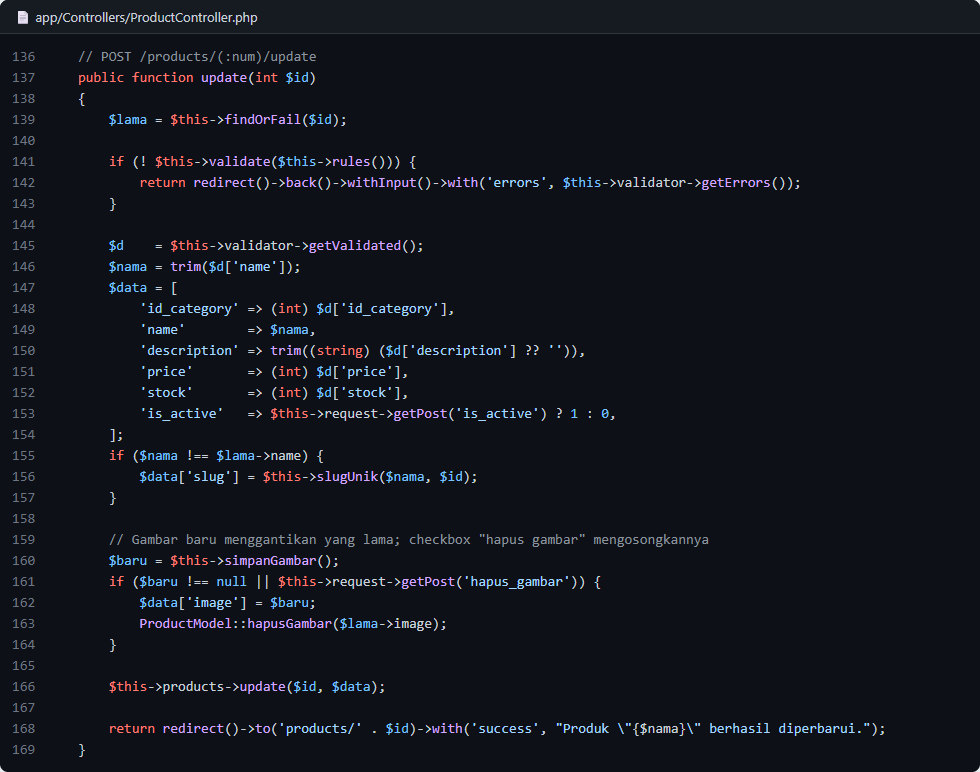 app/Controllers/ProductController.php
136     // POST /products/(:num)/update
137     public function update(int $id)
138     {
139         $lama = $this->findOrFail($id);
140
141         if (! $this->validate($this->rules())) {
142             return redirect()->back()->withInput()->with('errors', $this->validator->getErrors());
143         }
144
145         $d    = $this->validator->getValidated();
146         $nama = trim($d['name']);
147         $data = [
148             'id_category' => (int) $d['id_category'],
149             'name'        => $nama,
150             'description' => trim((string) ($d['description'] ?? '')),
151             'price'       => (int) $d['price'],
152             'stock'       => (int) $d['stock'],
153             'is_active'   => $this->request->getPost('is_active') ? 1 : 0,
154         ];
155         if ($nama !== $lama->name) {
156             $data['slug'] = $this->slugUnik($nama, $id);
157         }
158
159         // Gambar baru menggantikan yang lama; checkbox "hapus gambar" mengosongkannya
160         $baru = $this->simpanGambar();
161         if ($baru !== null || $this->request->getPost('hapus_gambar')) {
162             $data['image'] = $baru;
163             ProductModel::hapusGambar($lama->image);
164         }
165
166         $this->products->update($id, $data);
167
168         return redirect()->to('products/' . $id)->with('success', "Produk \"{$nama}\" berhasil diperbarui.");
169     }